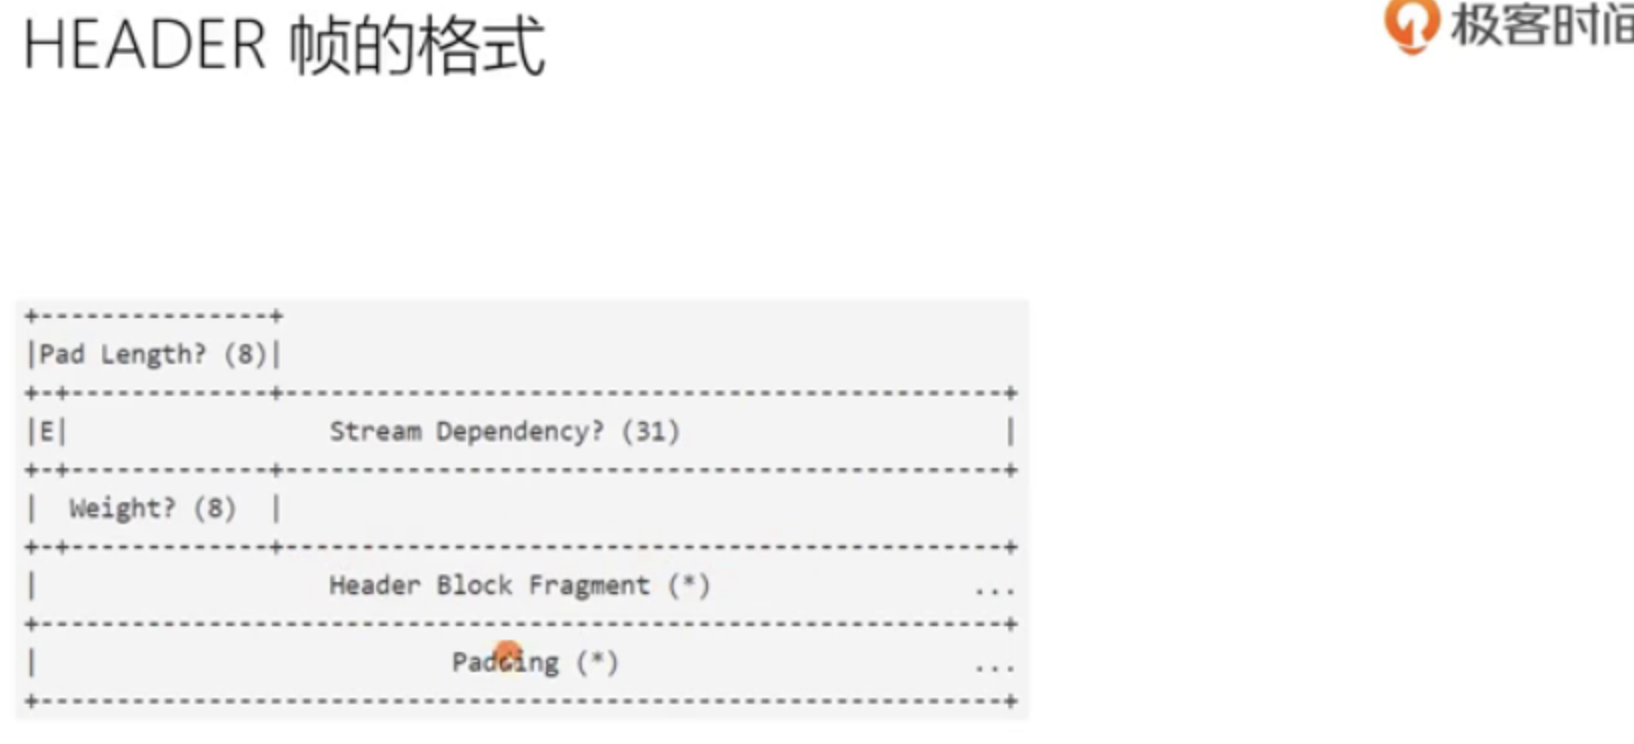 HEADER 帧的格式
极客时间
+---------------+
|Pad Length? (8)|
+-+-------------+-----------------------------------------------+
|E|                 Stream Dependency? (31)                     |
+-+-------------+-----------------------------------------------+
|  Weight? (8)  |
+-+-------------+-----------------------------------------------+
|                   Header Block Fragment (*)                ...
+---------------------------------------------------------------+
|                           Padding (*)                      ...
+---------------------------------------------------------------+